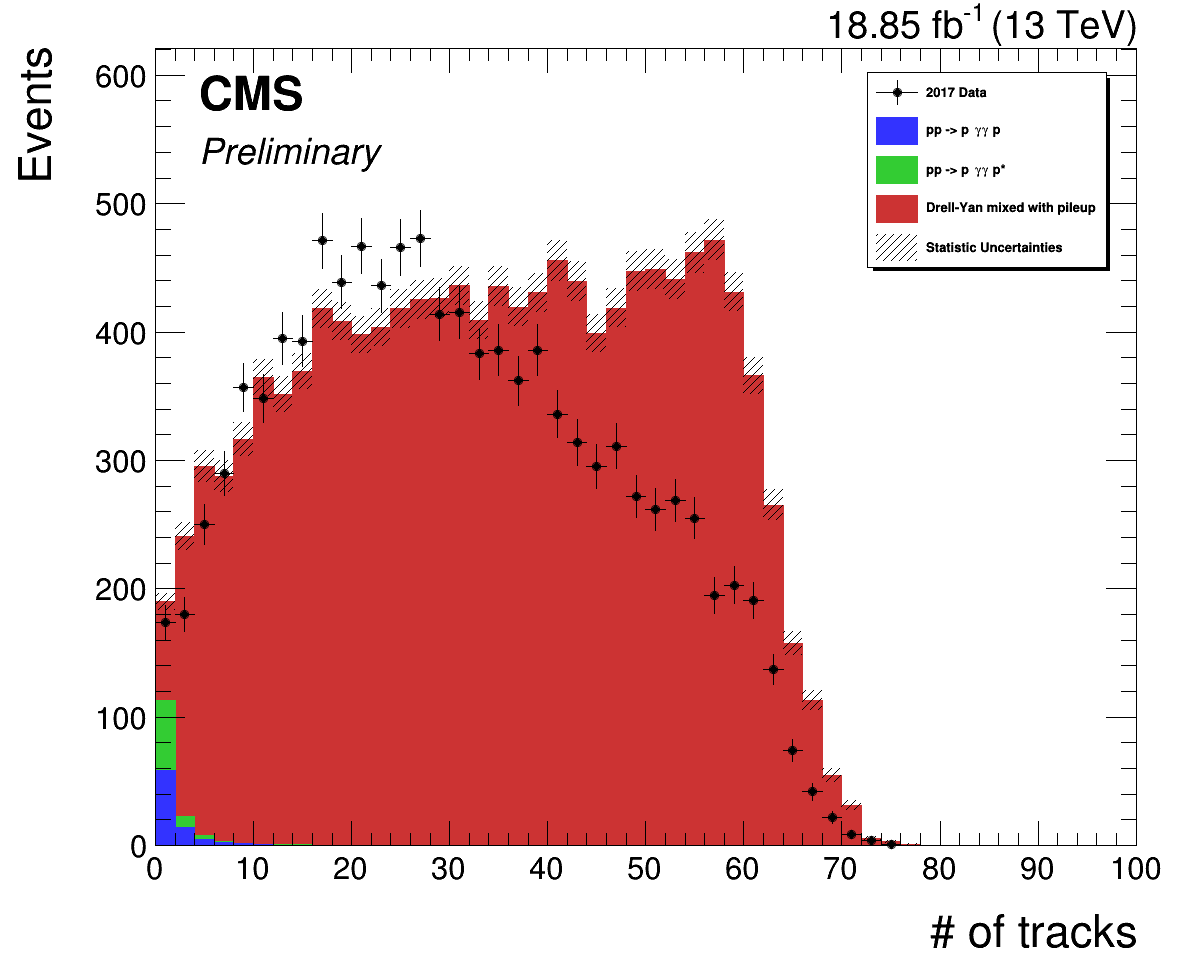 18.85 fb⁻¹ (13 TeV)
Events
CMS
Preliminary
2017 Data
pp -> p γγ p
pp -> p γγ p*
Drell-Yan mixed with pileup
Statistic Uncertainties
600
500
400
300
200
100
0
0 10 20 30 40 50 60 70 80 90 100
# of tracks